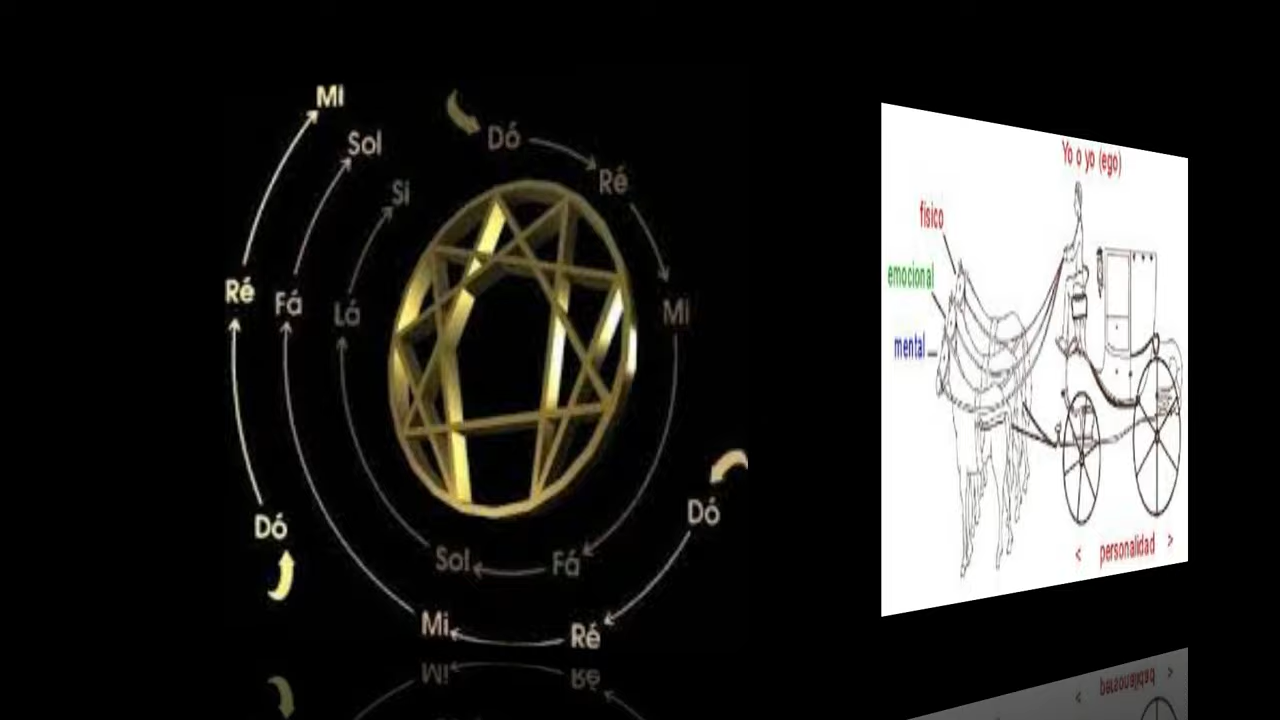 Mi
Sol
Si
Dó
Ré
Ré
Fá
Lá
Mi
Dó
Dó
Sol
Fá
Mi
Ré
Yo o yo (ego)
físico
emocional
mental
< personalidad >